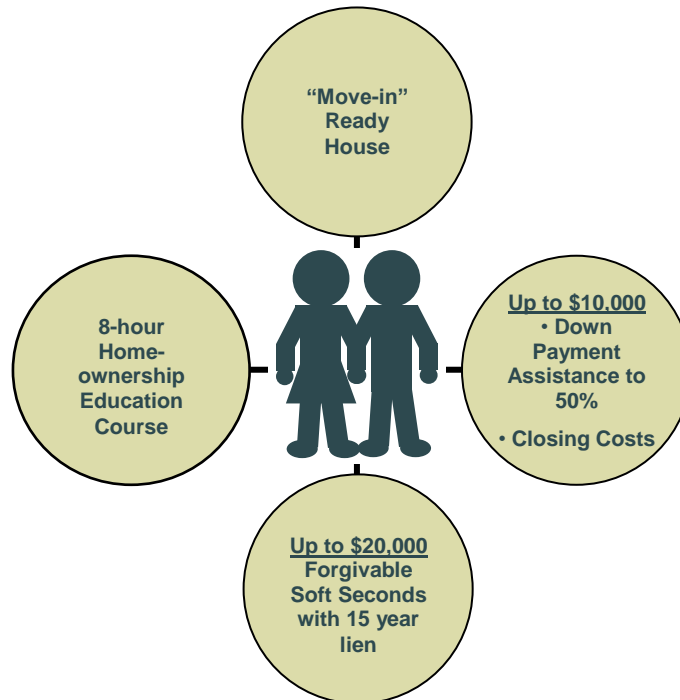 “Move-in”
Ready
House
8-hour
Home-
ownership
Education
Course
Up to $10,000
• Down
Payment
Assistance to
50%
• Closing Costs
Up to $20,000
Forgivable
Soft Seconds
with 15 year
lien